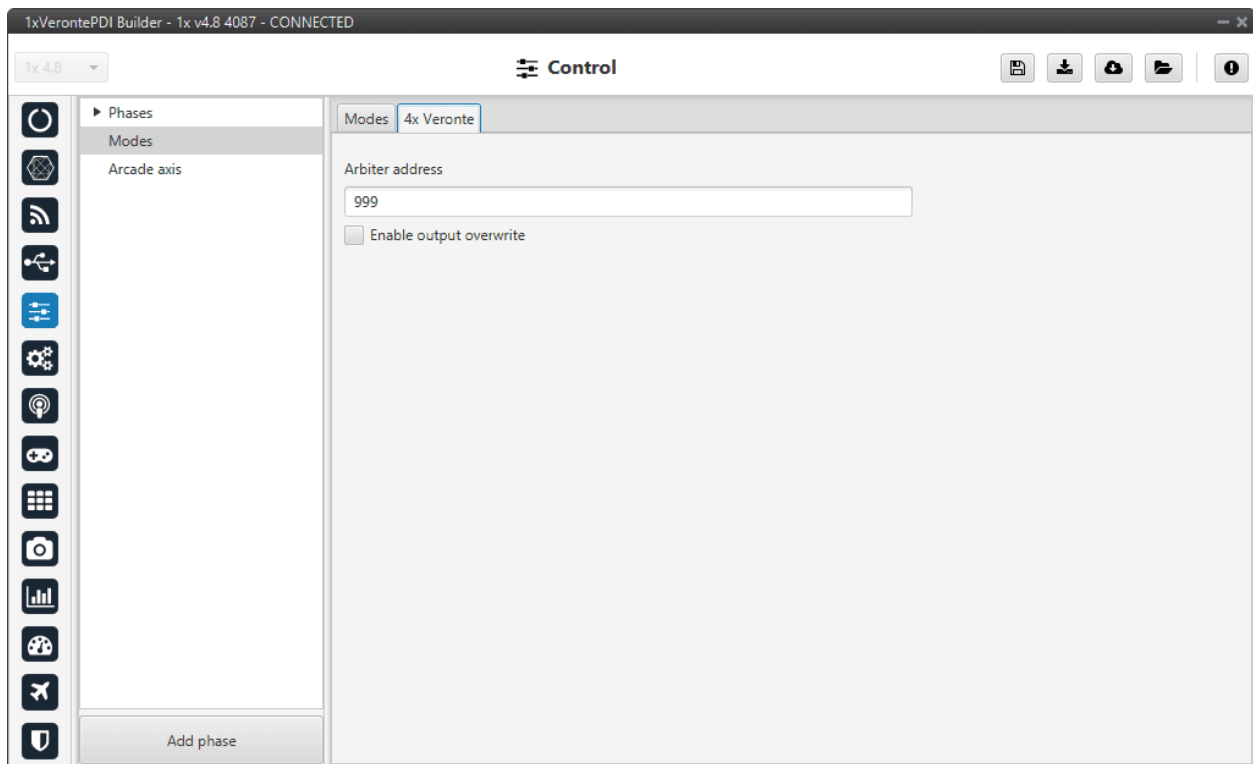 1xVerontePDI Builder - 1x v4.8 4087 - CONNECTED
1x 4.8
Control
Phases
Modes
Arcade axis
Modes
4x Veronte
Arbiter address
999
Enable output overwrite
Add phase